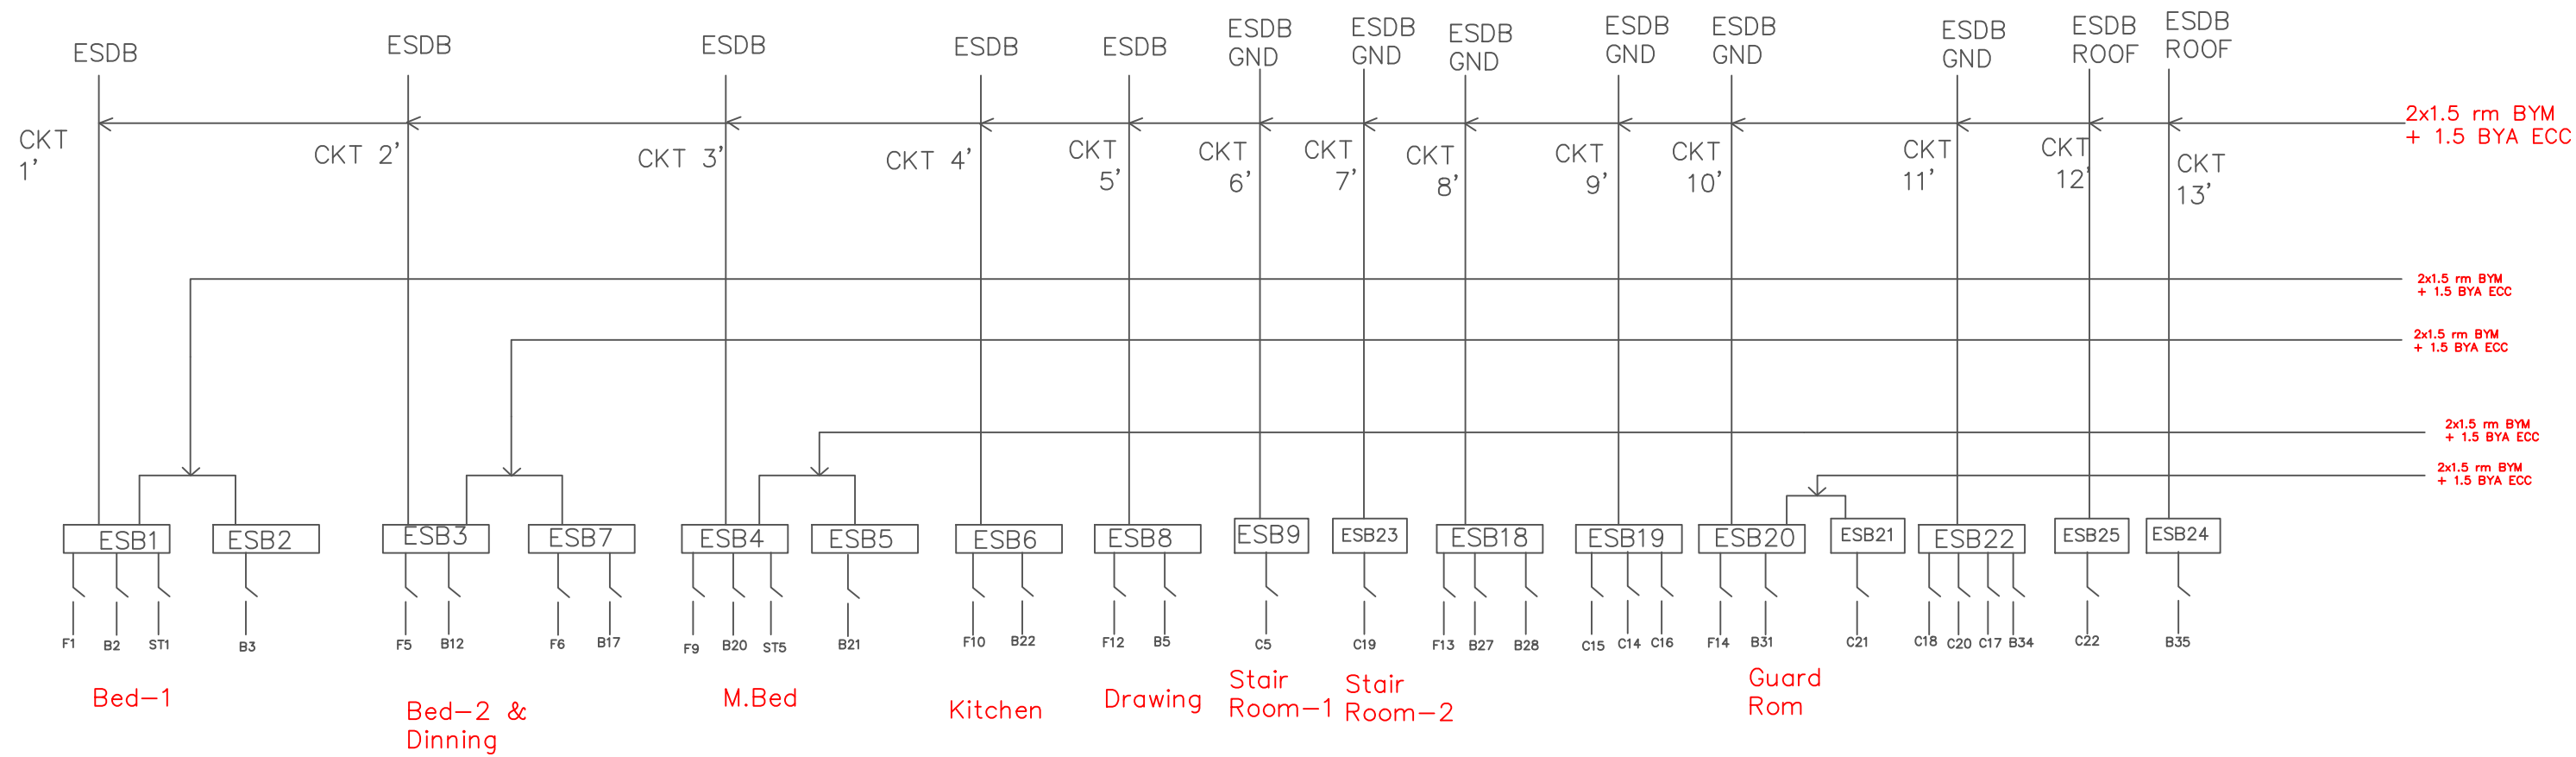 ESDB
ESDB
ESDB
ESDB
ESDB
ESDB
GND
ESDB
GND
ESDB
GND
ESDB
GND
ESDB
GND
ESDB
GND
ESDB
ROOF
ESDB
ROOF
2x1.5 rm BYM
+ 1.5 BYA ECC
CKT
1'
CKT 2'
CKT 3'
CKT 4'
CKT
5'
CKT
6'
CKT
7'
CKT
8'
CKT
9'
CKT
10'
CKT
11'
CKT
12'
CKT
13'
2x1.5 rm BYM
+ 1.5 BYA ECC
2x1.5 rm BYM
+ 1.5 BYA ECC
2x1.5 rm BYM
+ 1.5 BYA ECC
2x1.5 rm BYM
+ 1.5 BYA ECC
ESB1
ESB2
ESB3
ESB7
ESB4
ESB5
ESB6
ESB8
ESB9
ESB23
ESB18
ESB19
ESB20
ESB21
ESB22
ESB25
ESB24
F1
B2
ST1
B3
F5
B12
F6
B17
F9
B20
ST5
B21
F10
B22
F12
B5
C5
C19
F13
B27
B28
C15
C14
C16
F14
B31
C21
C18
C20
C17
B34
C22
B35
Bed-1
Bed-2 &
Dinning
M.Bed
Kitchen
Drawing
Stair
Room-1
Stair
Room-2
Guard
Rom